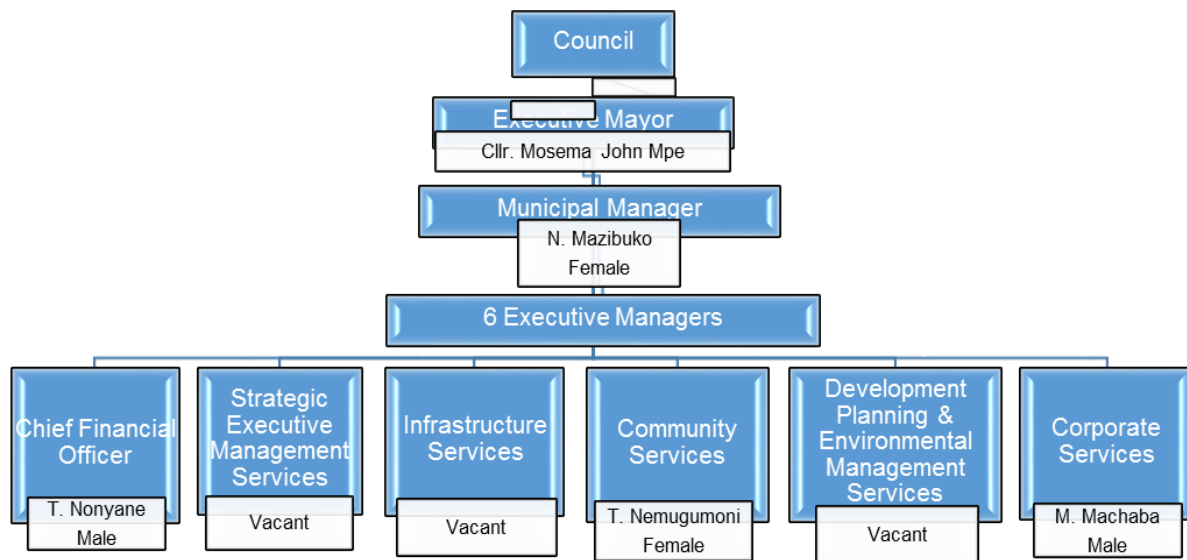 Council
Executive Mayor
Cllr. Mosema John Mpe
Municipal Manager
N. Mazibuko
Female
6 Executive Managers
Chief Financial
Officer
T. Nonyane
Male
Strategic
Executive
Management
Services
Vacant
Infrastructure
Services
Vacant
Community
Services
T. Nemugumoni
Female
Development
Planning &
Environmental
Management
Services
Vacant
Corporate
Services
M. Machaba
Male